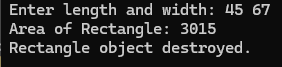 Enter length and width: 45 67
Area of Rectangle: 3015
Rectangle object destroyed.